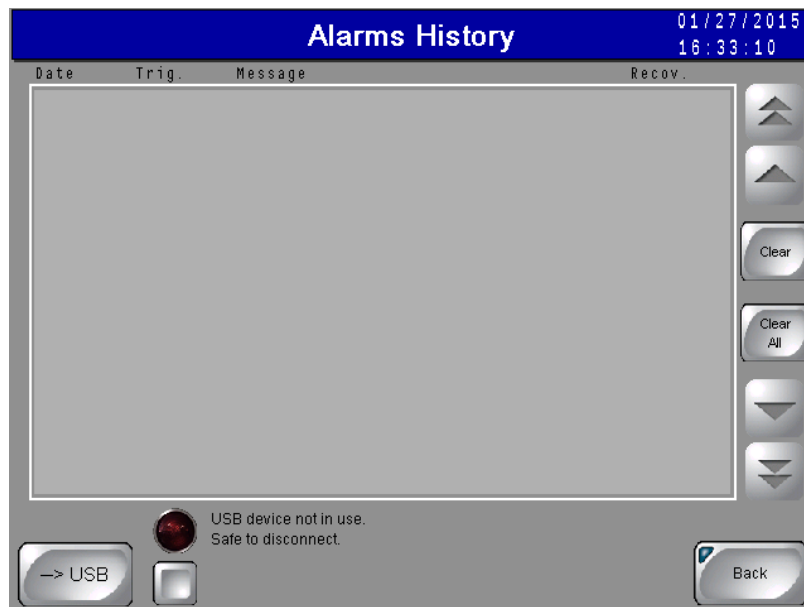 Alarms History
01/27/2015
16:33:10
Date Trig. Message Recov.
Clear
Clear
All
USB device not in use.
Safe to disconnect.
—> USB
Back